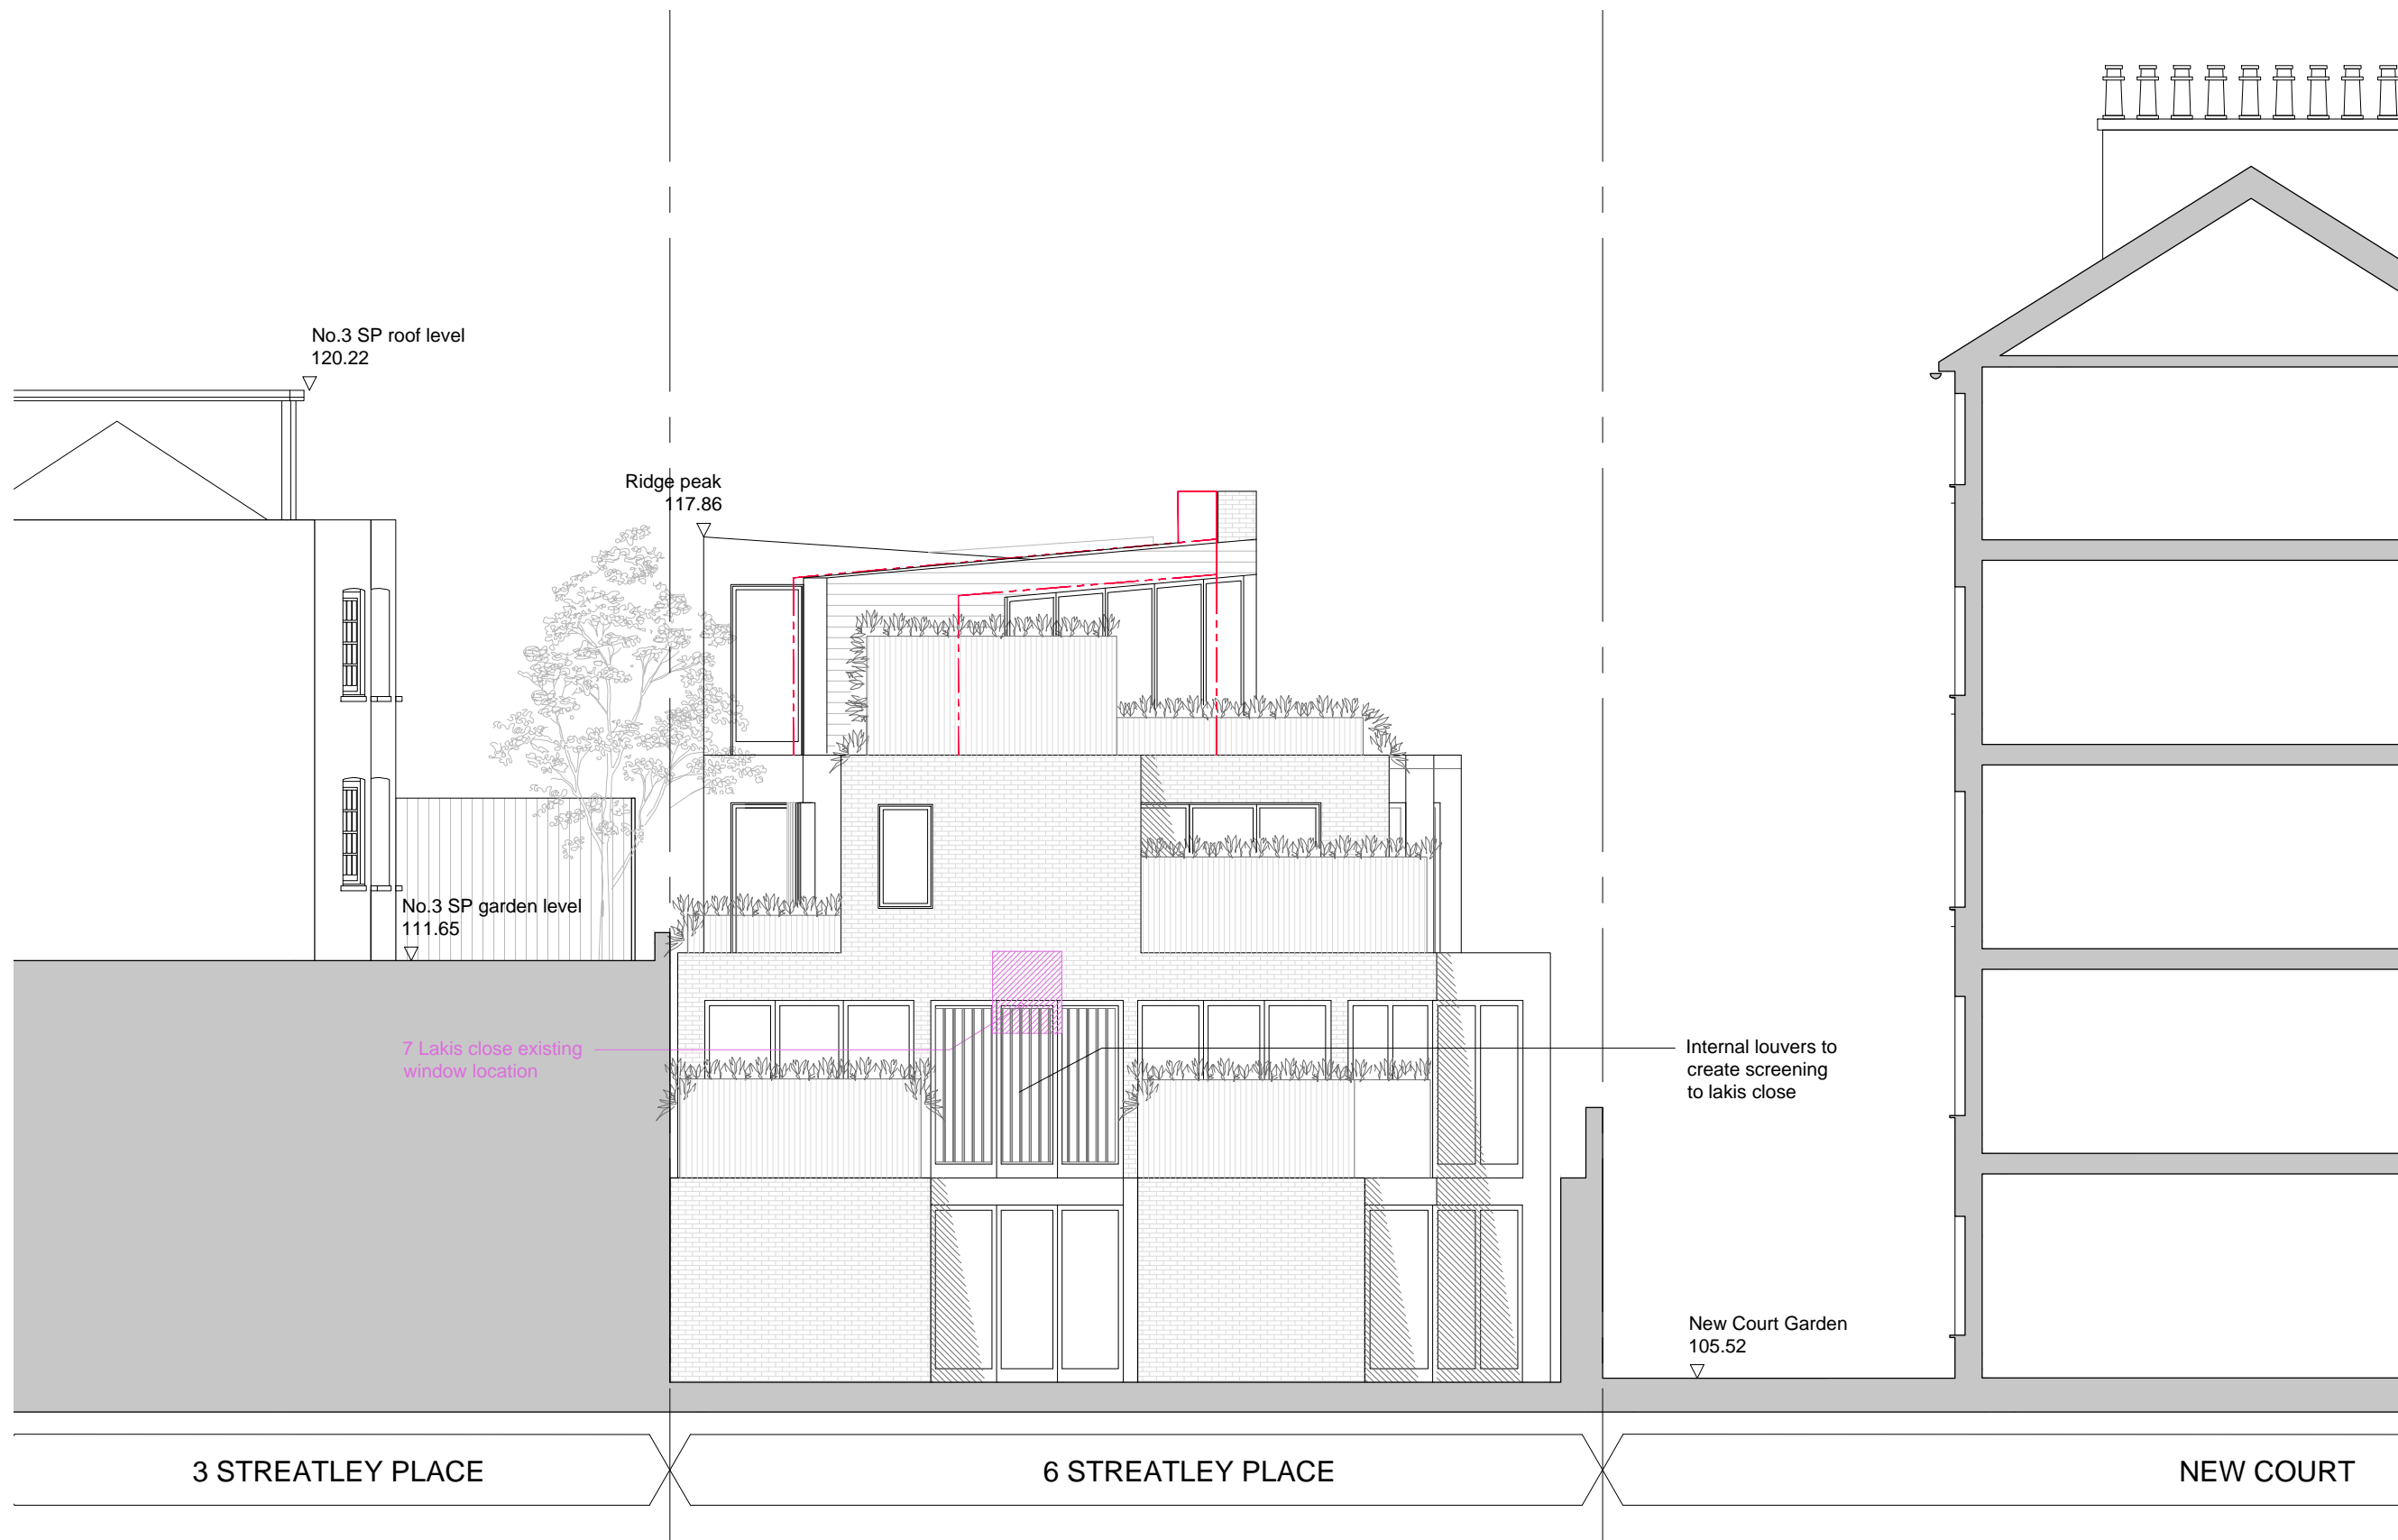 No.3 SP roof level
120.22
Ridge peak
117.86
No.3 SP garden level
111.65
7 Lakis close existing
window location
Internal louvers to
create screening
to lakis close
New Court Garden
105.52
3 STREATLEY PLACE
6 STREATLEY PLACE
NEW COURT